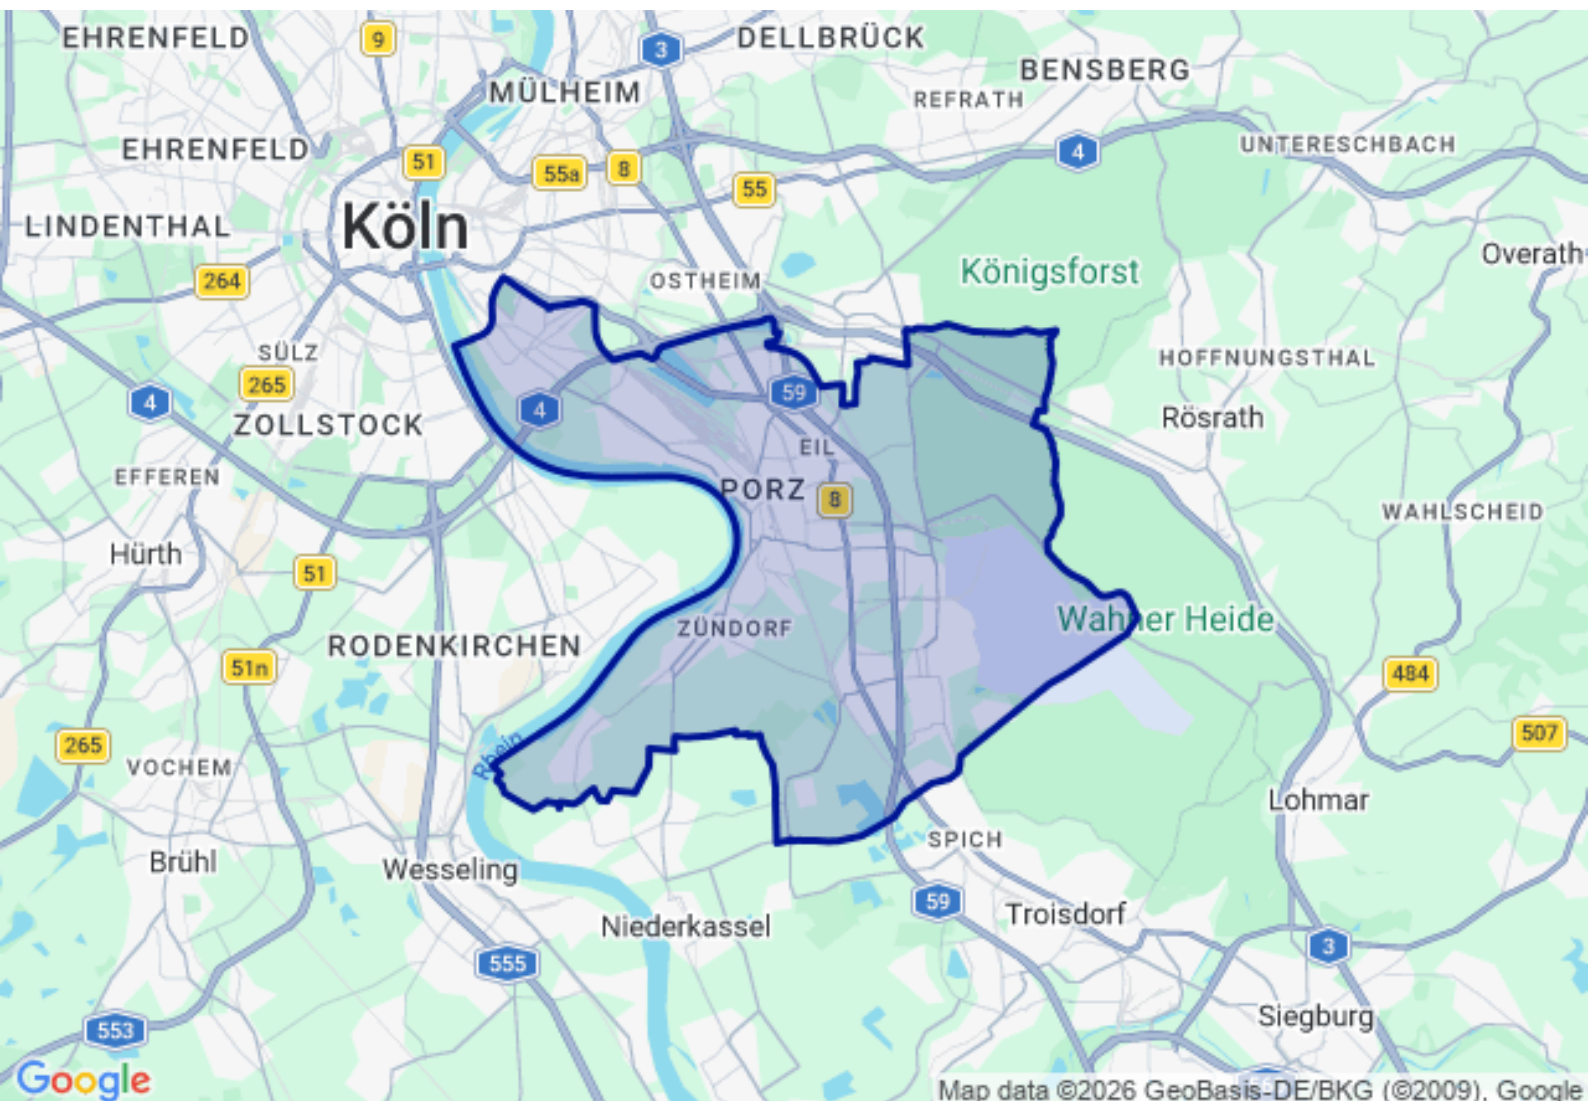 EHRENFELD
9
3
DELLBRÜCK
BENSBERG
MÜLHEIM
REFRATH
EHRENFELD
51
55a
8
55
4
UNTERESCHBACH
LINDENTHAL
Köln
264
OSTHEIM
Königsforst
Overath
SÜLZ
265
4
59
HOFFNUNGSTHAL
ZOLLSTOCK
4
EIL
Rösrath
EFFEREN
PORZ
8
WAHLSCHEID
Hürth
51
RODENKIRCHEN
ZÜNDORF
Wahner Heide
51n
484
265
VOCHEM
Rhein
507
Lohmar
Brühl
Wesseling
SPICH
59
Troisdorf
Niederkassel
555
3
553
Siegburg
Google
Map data ©2026 GeoBasis-DE/BKG (©2009), Google